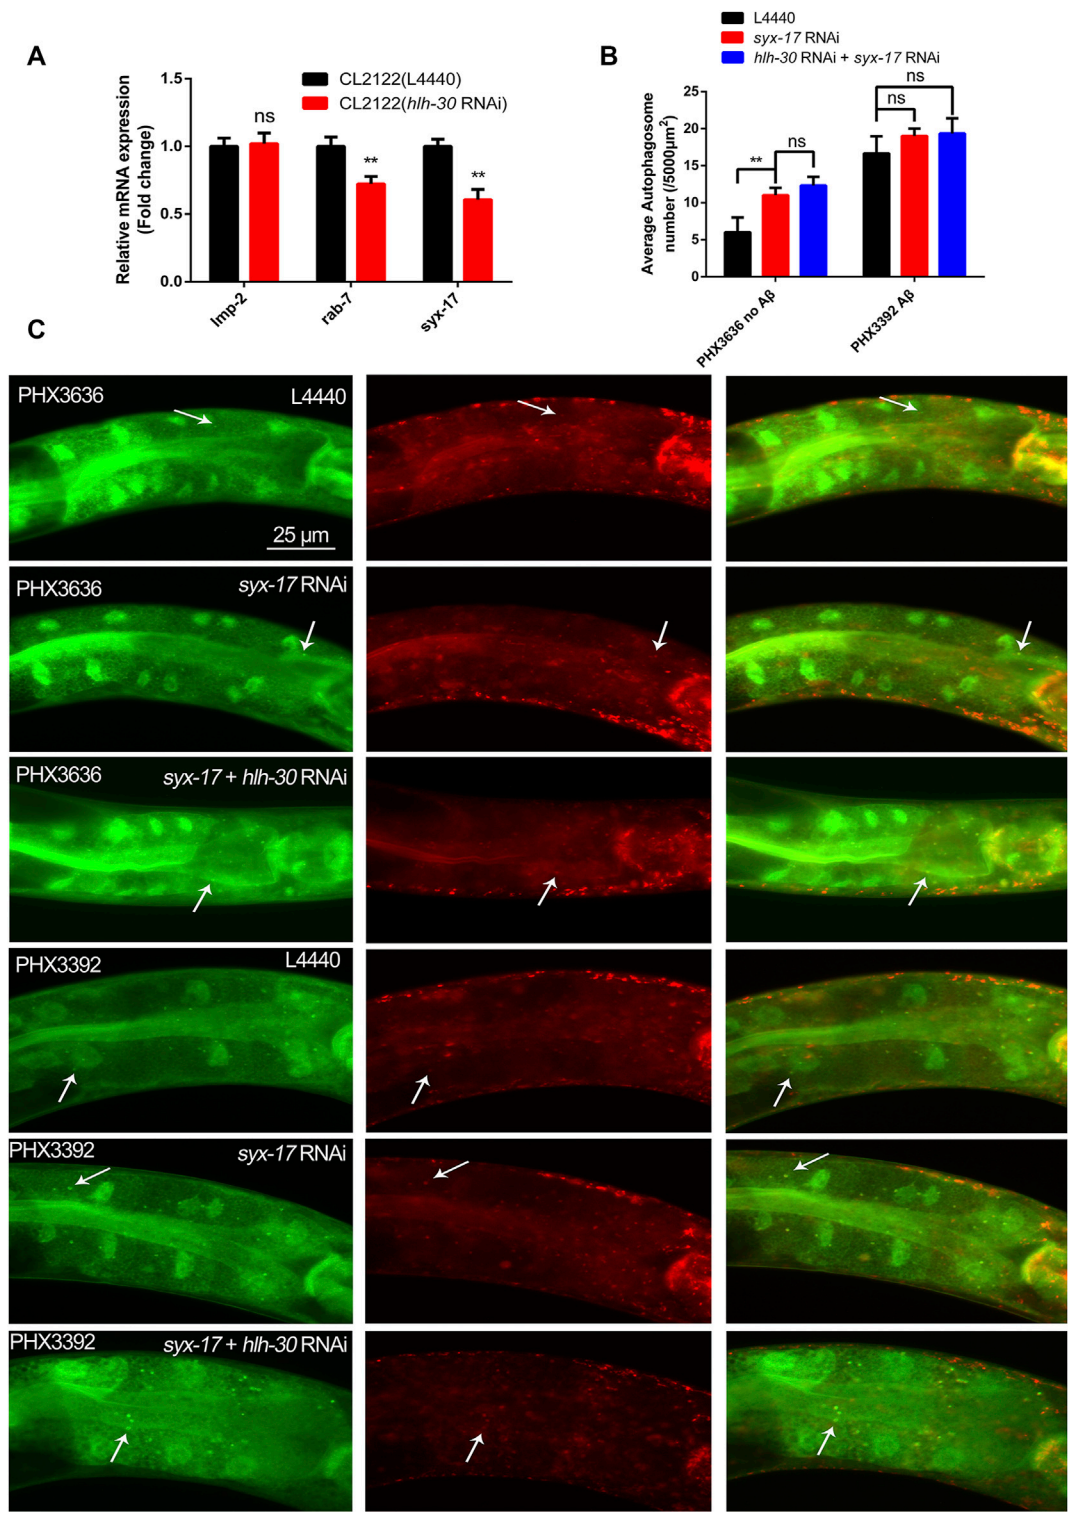 A
1.5
1.0
0.5
0.0
Relative mRNA expression
(Fold change)
CL2122(L4440)
CL2122(hlh-30 RNAi)
ns
**
**
lmp-2
rab-7
syx-17
B
L4440
syx-17 RNAi
hlh-30 RNAi + syx-17 RNAi
Average Autophagosome
number (/5000µm²)
25
20
15
10
5
0
**
ns
ns
ns
PHX3636 no Aβ
PHX3392 Aβ
C
PHX3636
L4440
25 µm
PHX3636
syx-17 RNAi
PHX3636
syx-17 + hlh-30 RNAi
PHX3392
L4440
PHX3392
syx-17 RNAi
PHX3392
syx-17 + hlh-30 RNAi